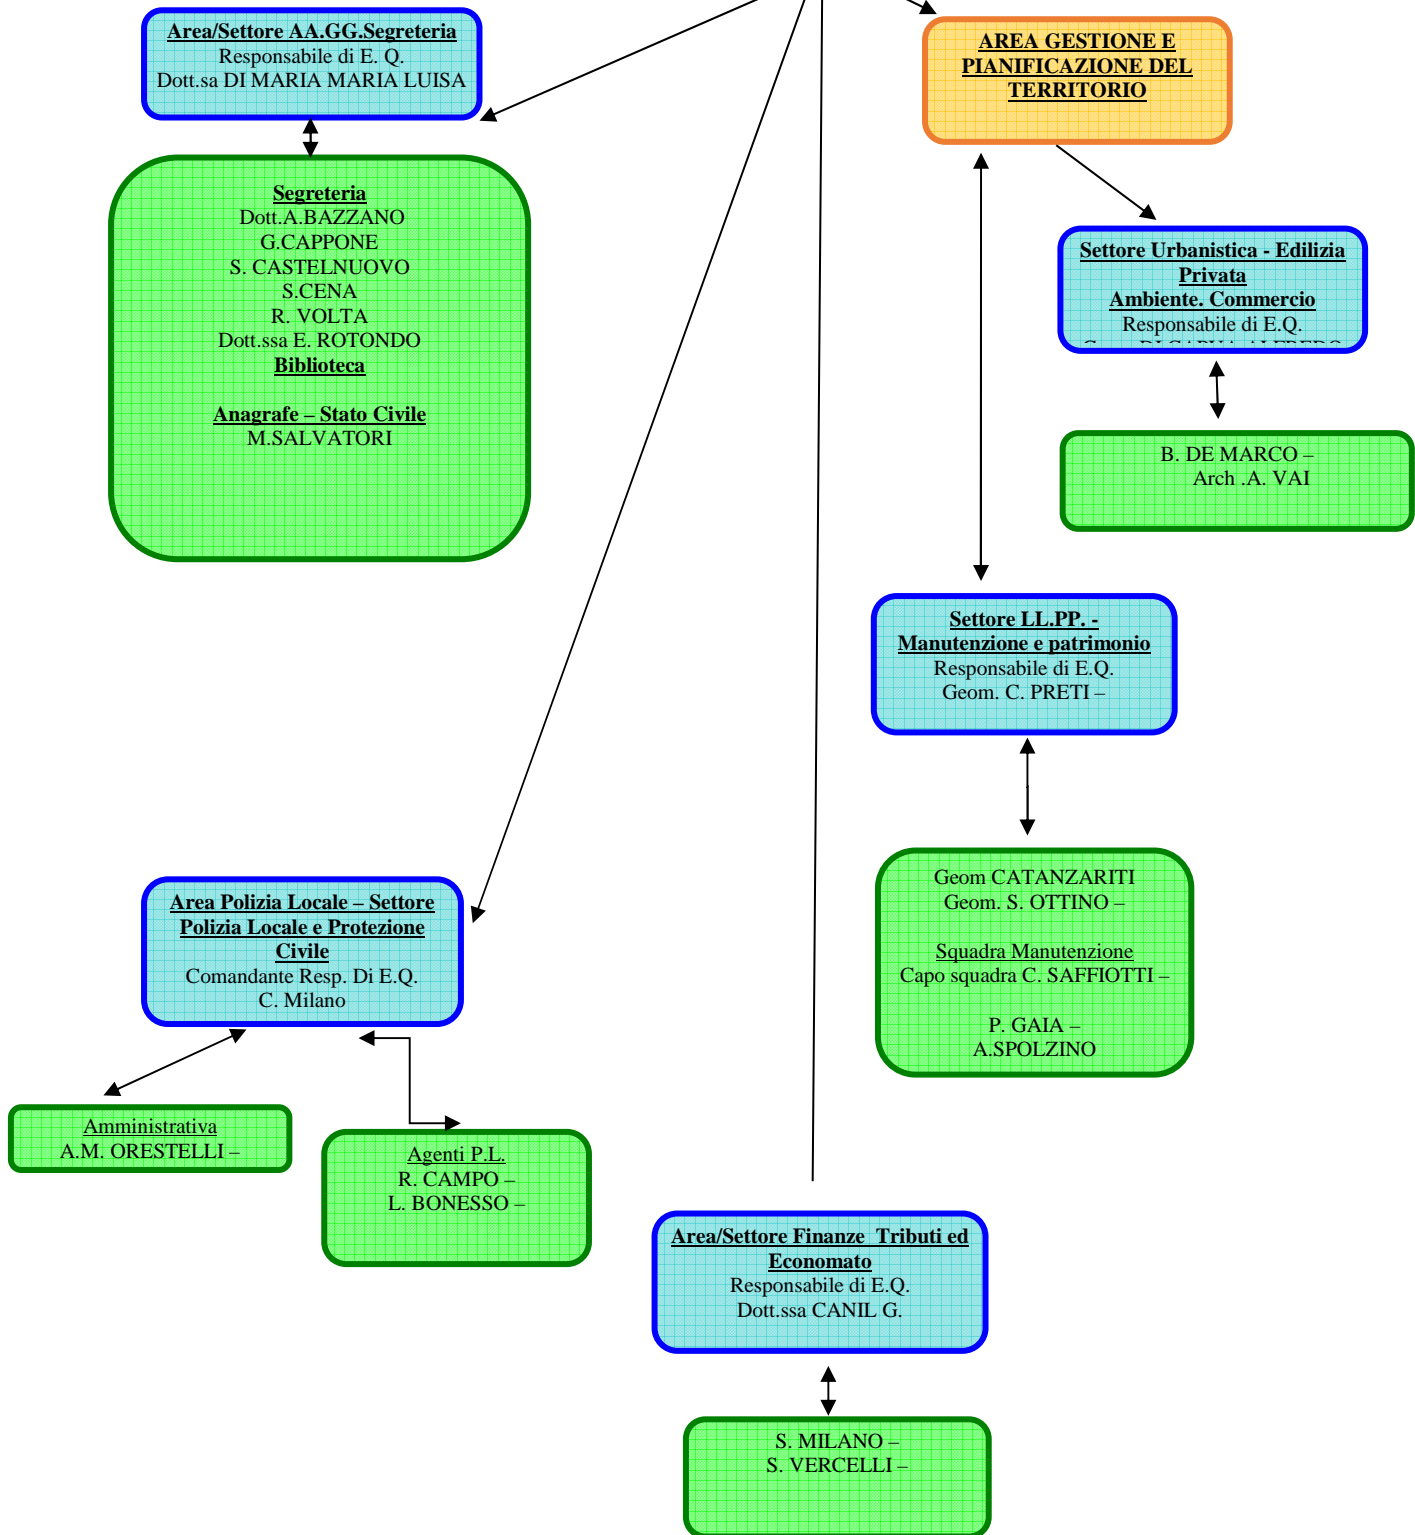 Area/Settore AA.GG.Segreteria
Responsabile di E. Q.
Dott.sa DI MARIA MARIA LUISA
Segreteria
Dott.A.BAZZANO
G.CAPPONE
S. CASTELNUOVO
S.CENA
R. VOLTA
Dott.ssa E. ROTONDO
Biblioteca
Anagrafe – Stato Civile
M.SALVATORI
AREA GESTIONE E
PIANIFICAZIONE DEL
TERRITORIO
Settore Urbanistica - Edilizia
Privata
Ambiente. Commercio
Responsabile di E.Q.
B. DE MARCO –
Arch .A. VAI
Settore LL.PP. -
Manutenzione e patrimonio
Responsabile di E.Q.
Geom. C. PRETI –
Geom CATANZARITI
Geom. S. OTTINO –
Squadra Manutenzione
Capo squadra C. SAFFIOTTI –
P. GAIA –
A.SPOLZINO
Area Polizia Locale – Settore
Polizia Locale e Protezione
Civile
Comandante Resp. Di E.Q.
C. Milano
Amministrativa
A.M. ORESTELLI –
Agenti P.L.
R. CAMPO –
L. BONESSO –
Area/Settore Finanze  Tributi ed
Economato
Responsabile di E.Q.
Dott.ssa CANIL G.
S. MILANO –
S. VERCELLI –